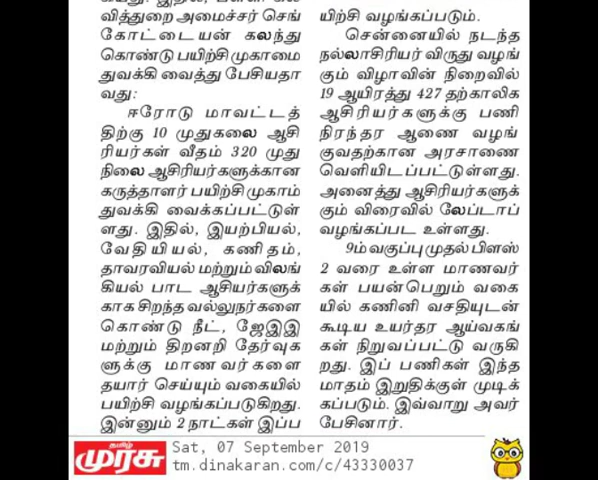 வித்துறை அமைச்சர் செங்
கோட்டையன் கலந்து
கொண்டு பயிற்சி முகாமை
துவக்கி வைத்து பேசியதா
வது:
ஈரோடு மாவட்டத்
திற்கு 10 முதுகலை ஆசி
ரியர்கள் வீதம் 320 முது
நிலை ஆசிரியர்களுக்கான
கருத்தாளர் பயிற்சி முகாம்
துவக்கி வைக்கப்பட்டுள்
ளது. இதில், இயற்பியல்,
வேதியியல், கணிதம்,
தாவரவியல் மற்றும் விலங்
கியல் பாட ஆசியர்களுக்
காக சிறந்த வல்லுநர்களை
கொண்டு நீட், ஜேஇஇ
மற்றும் திறனறி தேர்வுக
ளுக்கு மாணவர்களை
தயார் செய்யும் வகையில்
பயிற்சி வழங்கப்படுகிறது.
இன்னும் 2 நாட்கள் இப்ப
யிற்சி வழங்கப்படும்.
சென்னையில் நடந்த
நல்லாசிரியர் விருது வழங்
கும் விழாவின் நிறைவில்
19 ஆயிரத்து 427 தற்காலிக
ஆசிரியர்களுக்கு பணி
நிரந்தர ஆணை வழங்
குவதற்கான அரசாணை
வெளியிடப்பட்டுள்ளது.
அனைத்து ஆசிரியர்களுக்
கும் விரைவில் லேப்டாப்
வழங்கப்பட உள்ளது.
9ம் வகுப்பு முதல் பிளஸ்
2 வரை உள்ள மாணவர்
கள் பயன்பெறும் வகை
யில் கணினி வசதியுடன்
கூடிய உயர்தர ஆய்வகங்
கள் நிறுவப்பட்டு வருகி
றது. இப் பணிகள் இந்த
மாதம் இறுதிக்குள் முடிக்
கப்படும். இவ்வாறு அவர்
பேசினார்.
தமிழ்
முரசு
Sat, 07 September 2019
tm.dinakaran.com/c/43330037